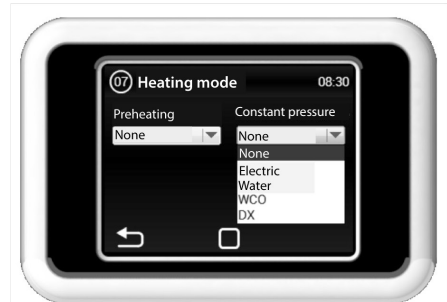 07 Heating mode 08:30
Preheating Constant pressure
None None
None
Electric
Water
WCO
DX